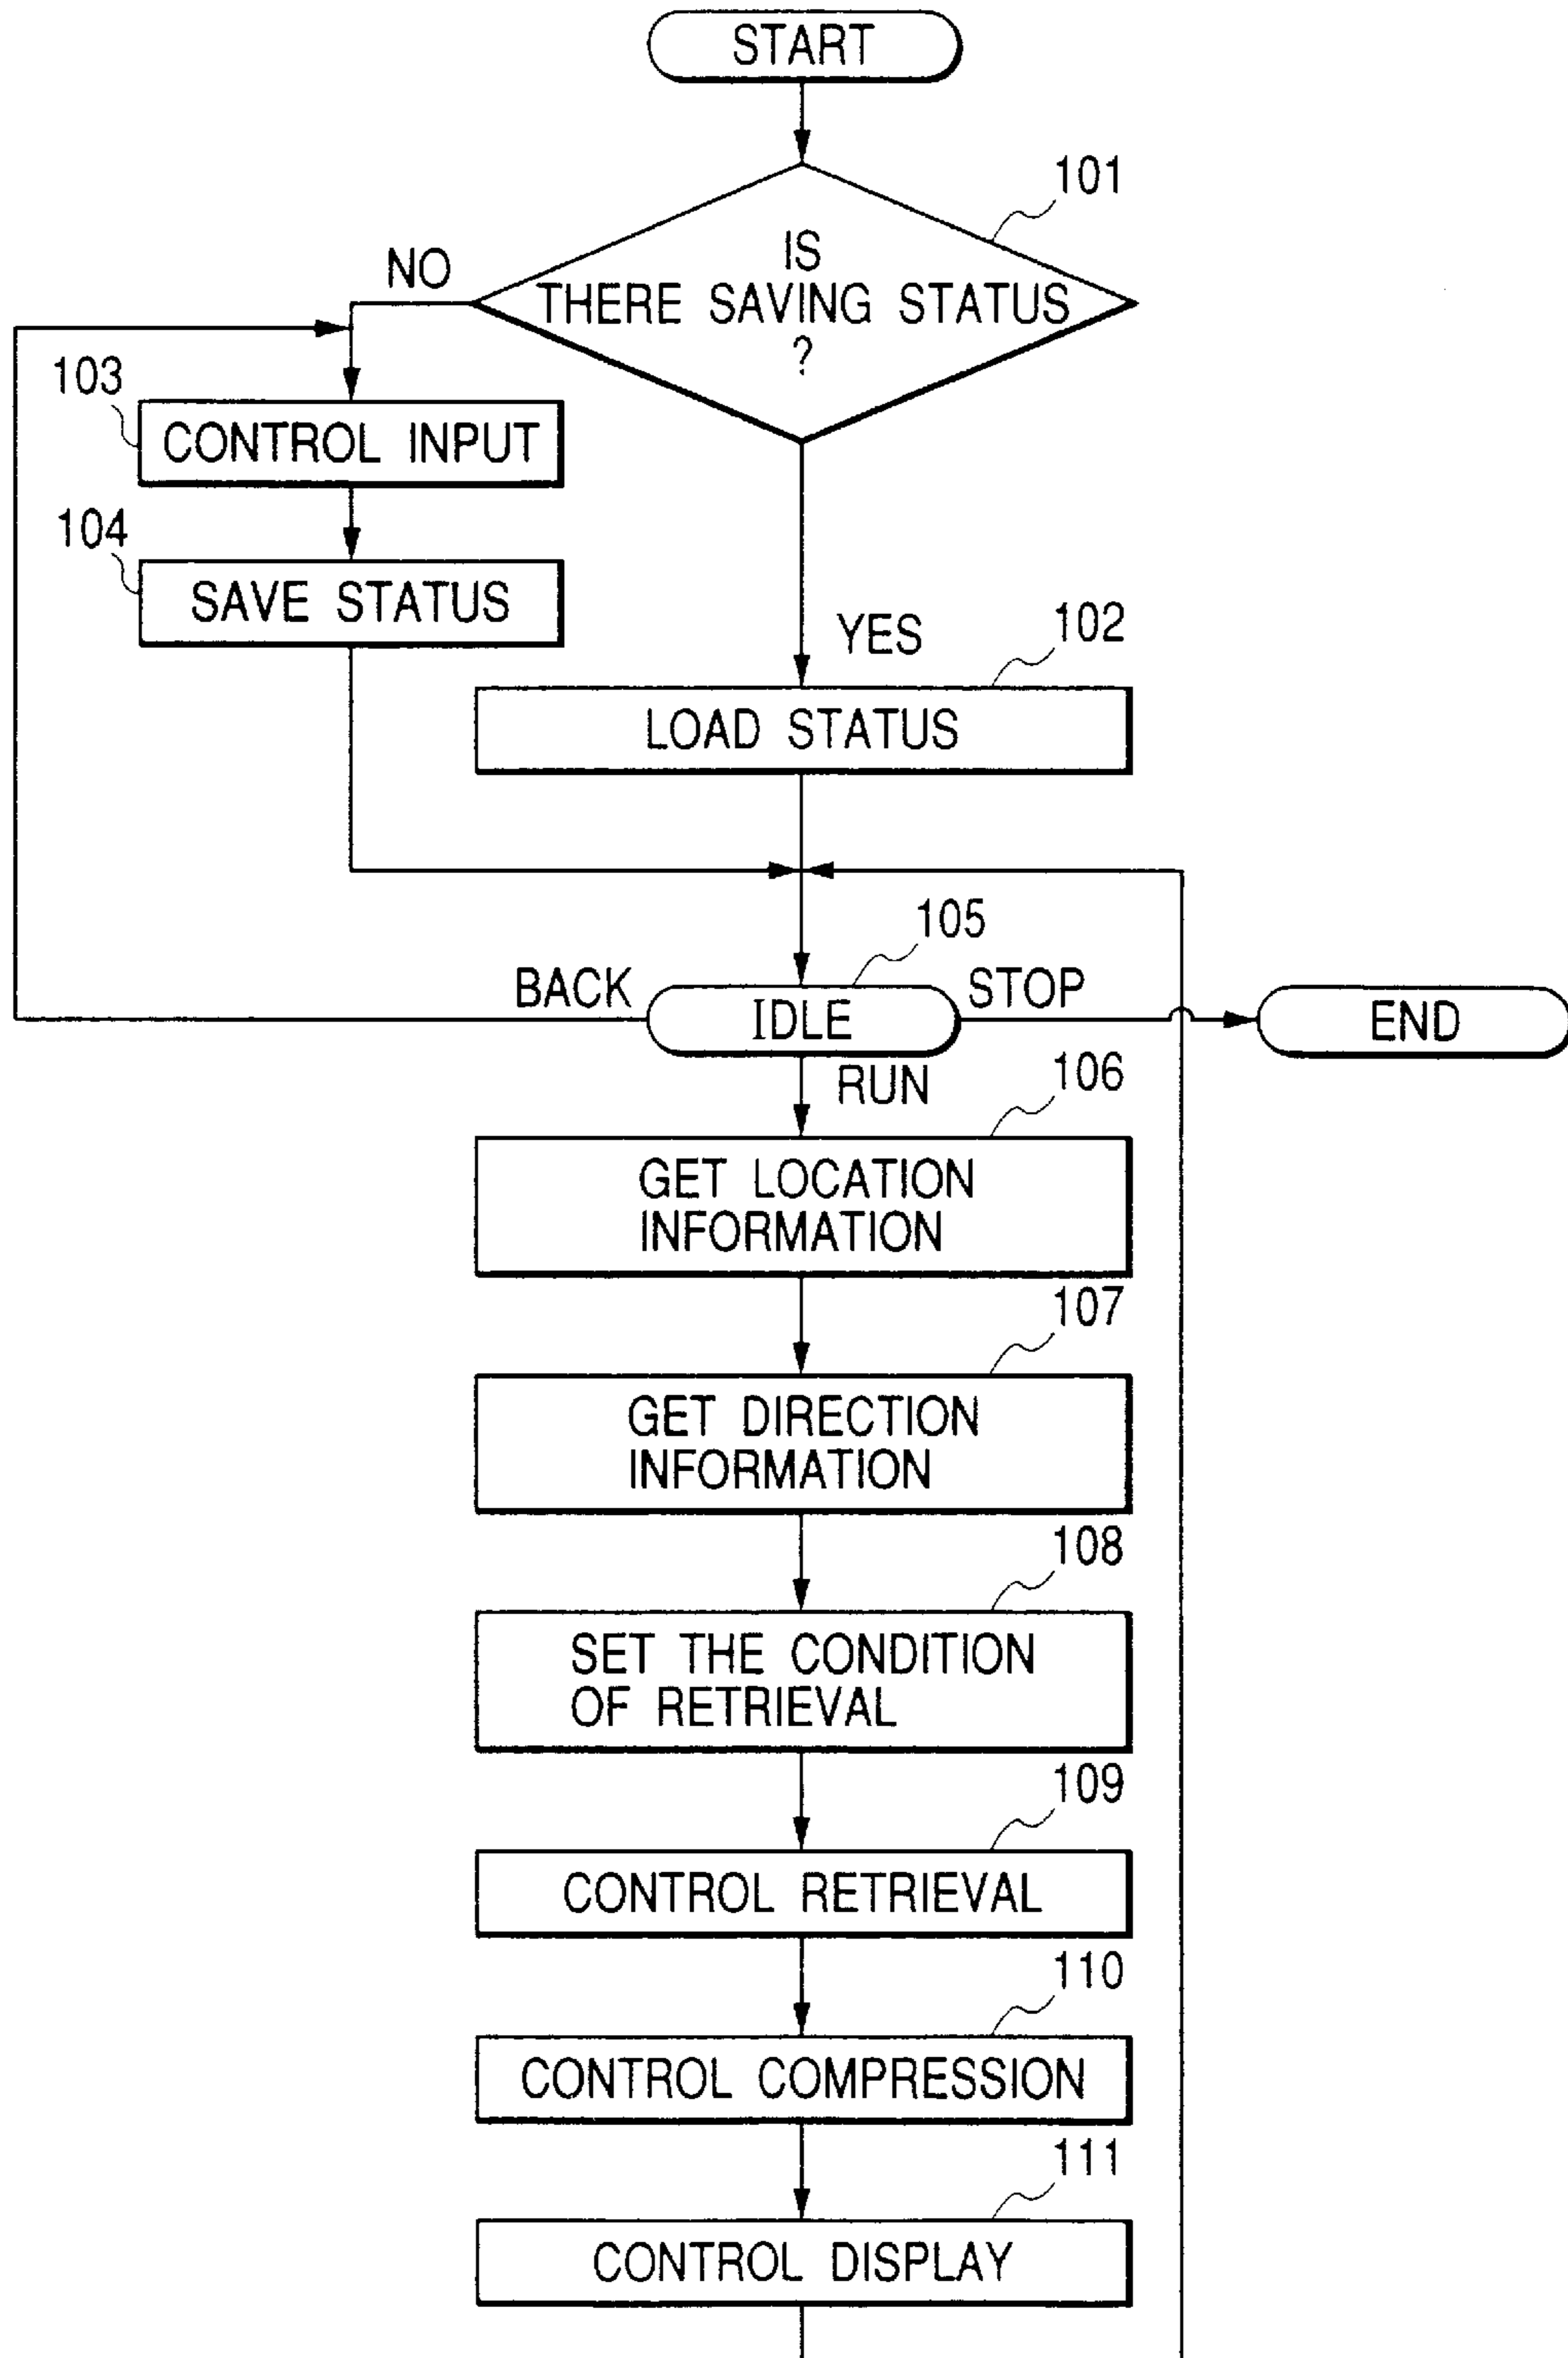 START
101
IS
THERE SAVING STATUS
?
NO
103
CONTROL INPUT
104
SAVE STATUS
YES
102
LOAD STATUS
105
BACK
IDLE
STOP
END
RUN
106
GET LOCATION
INFORMATION
107
GET DIRECTION
INFORMATION
108
SET THE CONDITION
OF RETRIEVAL
109
CONTROL RETRIEVAL
110
CONTROL COMPRESSION
111
CONTROL DISPLAY